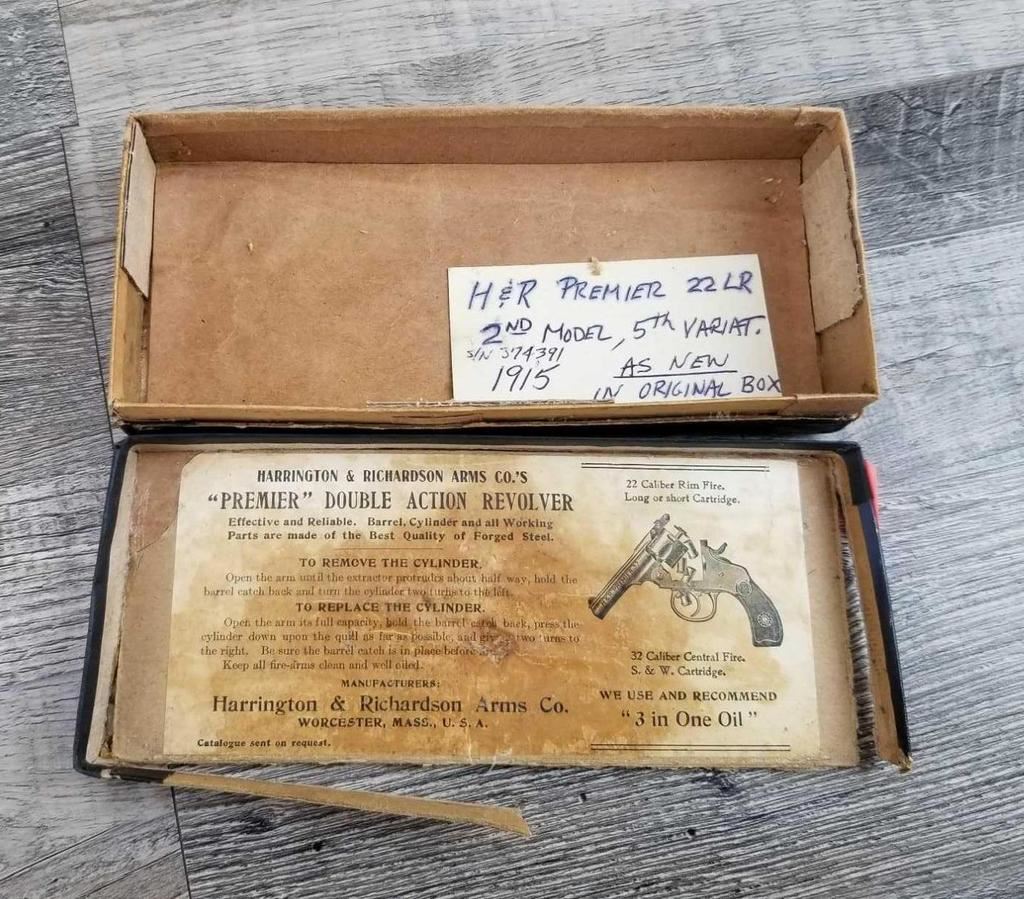 H & R PREMIER 22 LR
2ND MODEL, 5th VARIAT.
S/N 374391
1915
AS NEW
IN ORIGINAL BOX
HARRINGTON & RICHARDSON ARMS CO.'S
"PREMIER" DOUBLE ACTION REVOLVER
Effective and Reliable. Barrel, Cylinder and all Working
Parts are made of the Best Quality of Forged Steel.
TO REMOVE THE CYLINDER.
Open the arm until the extractor protrudes about half way, hold the
barrel catch back and turn the cylinder two turns to the left.
TO REPLACE THE CYLINDER.
Open the arm its full capacity, hold the barrel catch back, press the
cylinder down upon the quill as far as possible, and give two turns to
the right. Be sure the barrel catch is in place before
Keep all fire-arms clean and well oiled.
MANUFACTURERS:
Harrington & Richardson Arms Co.
WORCESTER, MASS., U. S. A.
Catalogue sent on request.
22 Caliber Rim Fire.
Long or short Cartridge.
32 Caliber Central Fire.
S. & W. Cartridge.
WE USE AND RECOMMEND
"3 in One Oil"